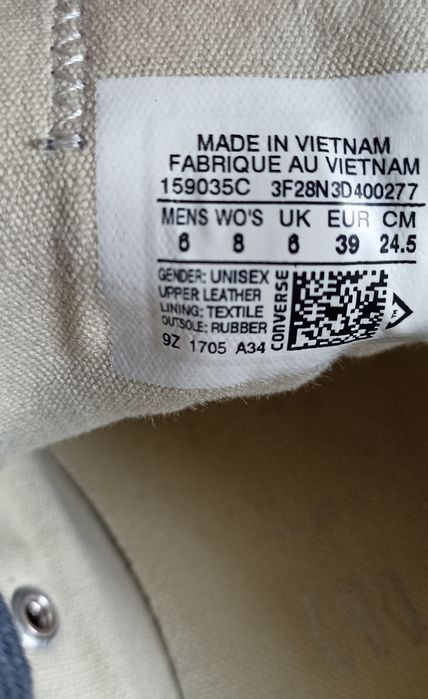 MADE IN VIETNAM
FABRIQUE AU VIETNAM
159035C 3F28N3D400277
MENS WO'S UK EUR CM
6 8 6 39 24.5
GENDER: UNISEX
UPPER LEATHER
LINING: TEXTILE
OUTSOLE: RUBBER
9Z 1705 A34
CONVERSE